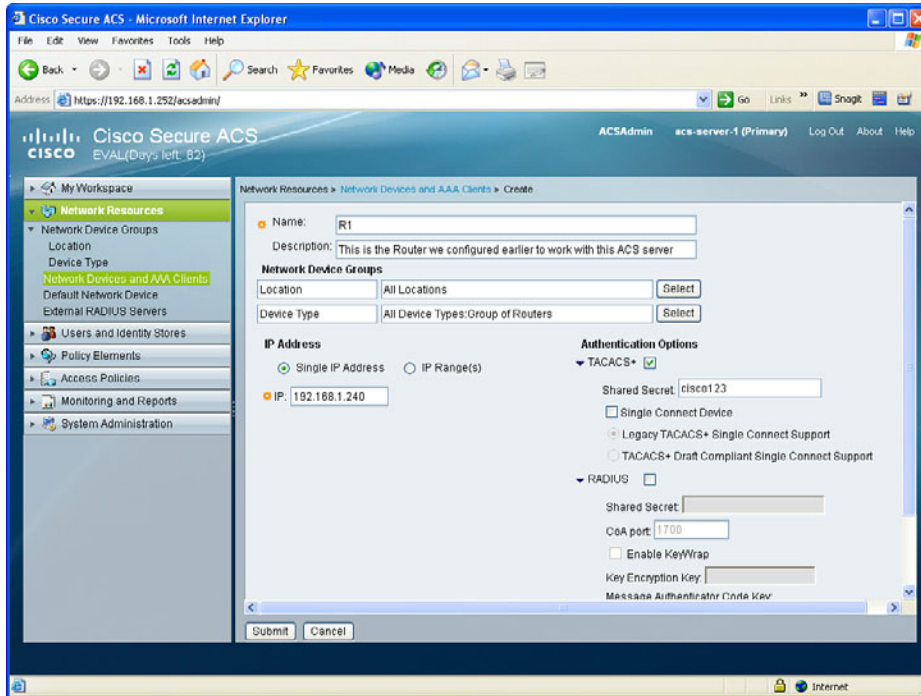 Cisco Secure ACS - Microsoft Internet Explorer
File Edit View Favorites Tools Help
Back Search Favorites Media
Address https://192.168.1.252/acsadmin/ Go Links » SnagIt
CISCO Cisco Secure ACS
EVAL(Days left: 82)
ACSAdmin acs-server-1 (Primary) Log Out About Help
My Workspace
Network Resources
Network Device Groups
Location
Device Type
Network Devices and AAA Clients
Default Network Device
External RADIUS Servers
Users and Identity Stores
Policy Elements
Access Policies
Monitoring and Reports
System Administration
Network Resources > Network Devices and AAA Clients > Create
Name: R1
Description: This is the Router we configured earlier to work with this ACS server
Network Device Groups
Location All Locations Select
Device Type All Device Types:Group of Routers Select
IP Address
Single IP Address IP Range(s)
IP: 192.168.1.240
Authentication Options
TACACS+
Shared Secret: cisco123
Single Connect Device
Legacy TACACS+ Single Connect Support
TACACS+ Draft Compliant Single Connect Support
RADIUS
Shared Secret:
CoA port: 1700
Enable KeyWrap
Key Encryption Key:
Message Authenticator Code Key:
Submit Cancel
Internet